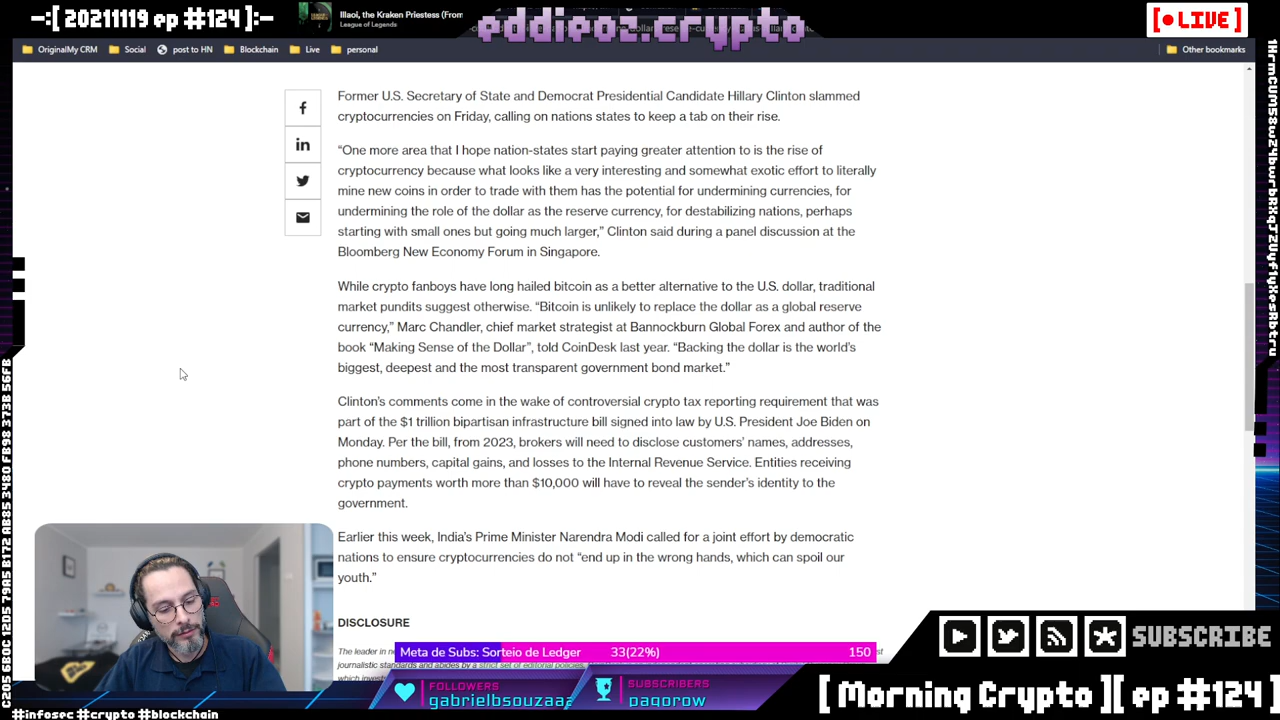 -:[ 20211119 ep #124 ]:-
Illaoi, the Kraken Priestess (From
League of Legends
eddieoz.crypto
[ ● LIVE ]
OriginalMy CRM
Social
post to HN
Blockchain
Live
personal
Other bookmarks
Former U.S. Secretary of State and Democrat Presidential Candidate Hillary Clinton slammed
cryptocurrencies on Friday, calling on nations states to keep a tab on their rise.
“One more area that I hope nation-states start paying greater attention to is the rise of
cryptocurrency because what looks like a very interesting and somewhat exotic effort to literally
mine new coins in order to trade with them has the potential for undermining currencies, for
undermining the role of the dollar as the reserve currency, for destabilizing nations, perhaps
starting with small ones but going much larger,” Clinton said during a panel discussion at the
Bloomberg New Economy Forum in Singapore.
While crypto fanboys have long hailed bitcoin as a better alternative to the U.S. dollar, traditional
market pundits suggest otherwise. “Bitcoin is unlikely to replace the dollar as a global reserve
currency,” Marc Chandler, chief market strategist at Bannockburn Global Forex and author of the
book “Making Sense of the Dollar”, told CoinDesk last year. “Backing the dollar is the world’s
biggest, deepest and the most transparent government bond market.”
Clinton’s comments come in the wake of controversial crypto tax reporting requirement that was
part of the $1 trillion bipartisan infrastructure bill signed into law by U.S. President Joe Biden on
Monday. Per the bill, from 2023, brokers will need to disclose customers’ names, addresses,
phone numbers, capital gains, and losses to the Internal Revenue Service. Entities receiving
crypto payments worth more than $10,000 will have to reveal the sender’s identity to the
government.
Earlier this week, India’s Prime Minister Narendra Modi called for a joint effort by democratic
nations to ensure cryptocurrencies do not “end up in the wrong hands, which can spoil our
youth.”
DISCLOSURE
The leader in
journalistic standards and abides by a strict set of editorial policies
Meta de Subs: Sorteio de Ledger
33(22%)
150
SUBSCRIBE
FOLLOWERS
gabrielbsouzaaz
SUBSCRIBERS
pagorow
[ Morning Crypto ][ ep #124 ]
#infosec #crypto #blockchain